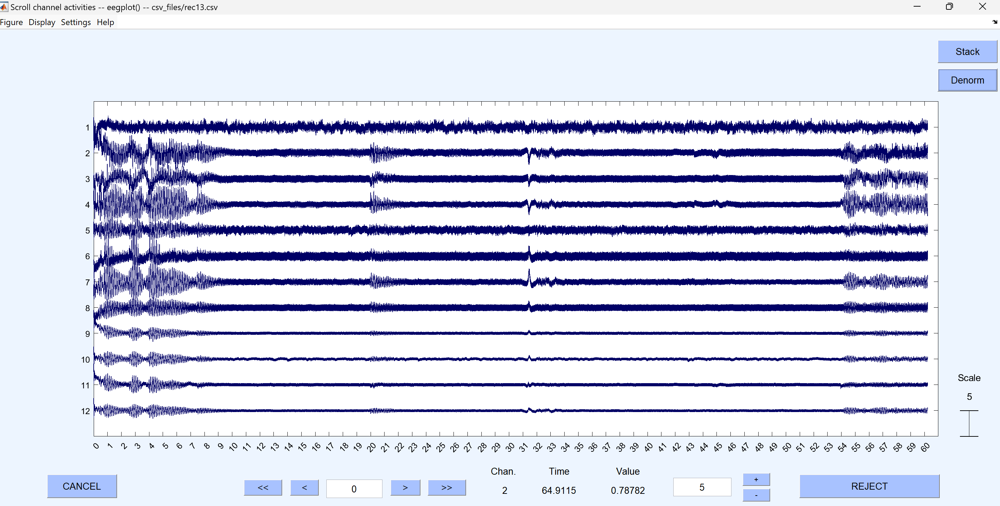 Scroll channel activities -- eegplot() -- csv_files/rec13.csv
Figure Display Settings Help
Stack
Denorm
1
2
3
4
5
6
7
8
9
10
11
12
Scale
5
0 1 2 3 4 5 6 7 8 9 10 11 12 13 14 15 16 17 18 19 20 21 22 23 24 25 26 27 28 29 30 31 32 33 34 35 36 37 38 39 40 41 42 43 44 45 46 47 48 49 50 51 52 53 54 55 56 57 58 59 60
Chan. Time Value
CANCEL << < 0 > >> 2 64.9115 0.78782 5 + - REJECT